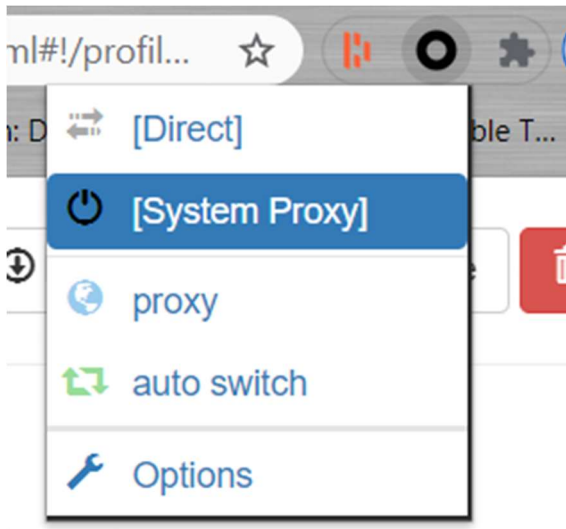 ml#!/profil...
n: D
ble T...
[Direct]
[System Proxy]
e
proxy
auto switch
Options